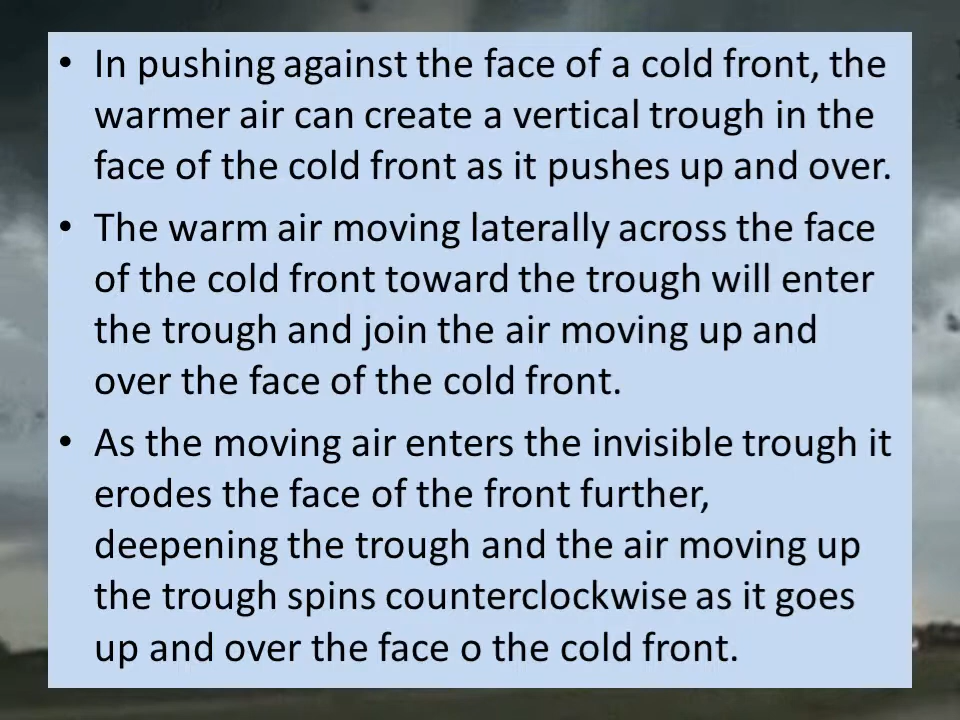 • In pushing against the face of a cold front, the
warmer air can create a vertical trough in the
face of the cold front as it pushes up and over.
• The warm air moving laterally across the face
of the cold front toward the trough will enter
the trough and join the air moving up and
over the face of the cold front.
• As the moving air enters the invisible trough it
erodes the face of the front further,
deepening the trough and the air moving up
the trough spins counterclockwise as it goes
up and over the face o the cold front.